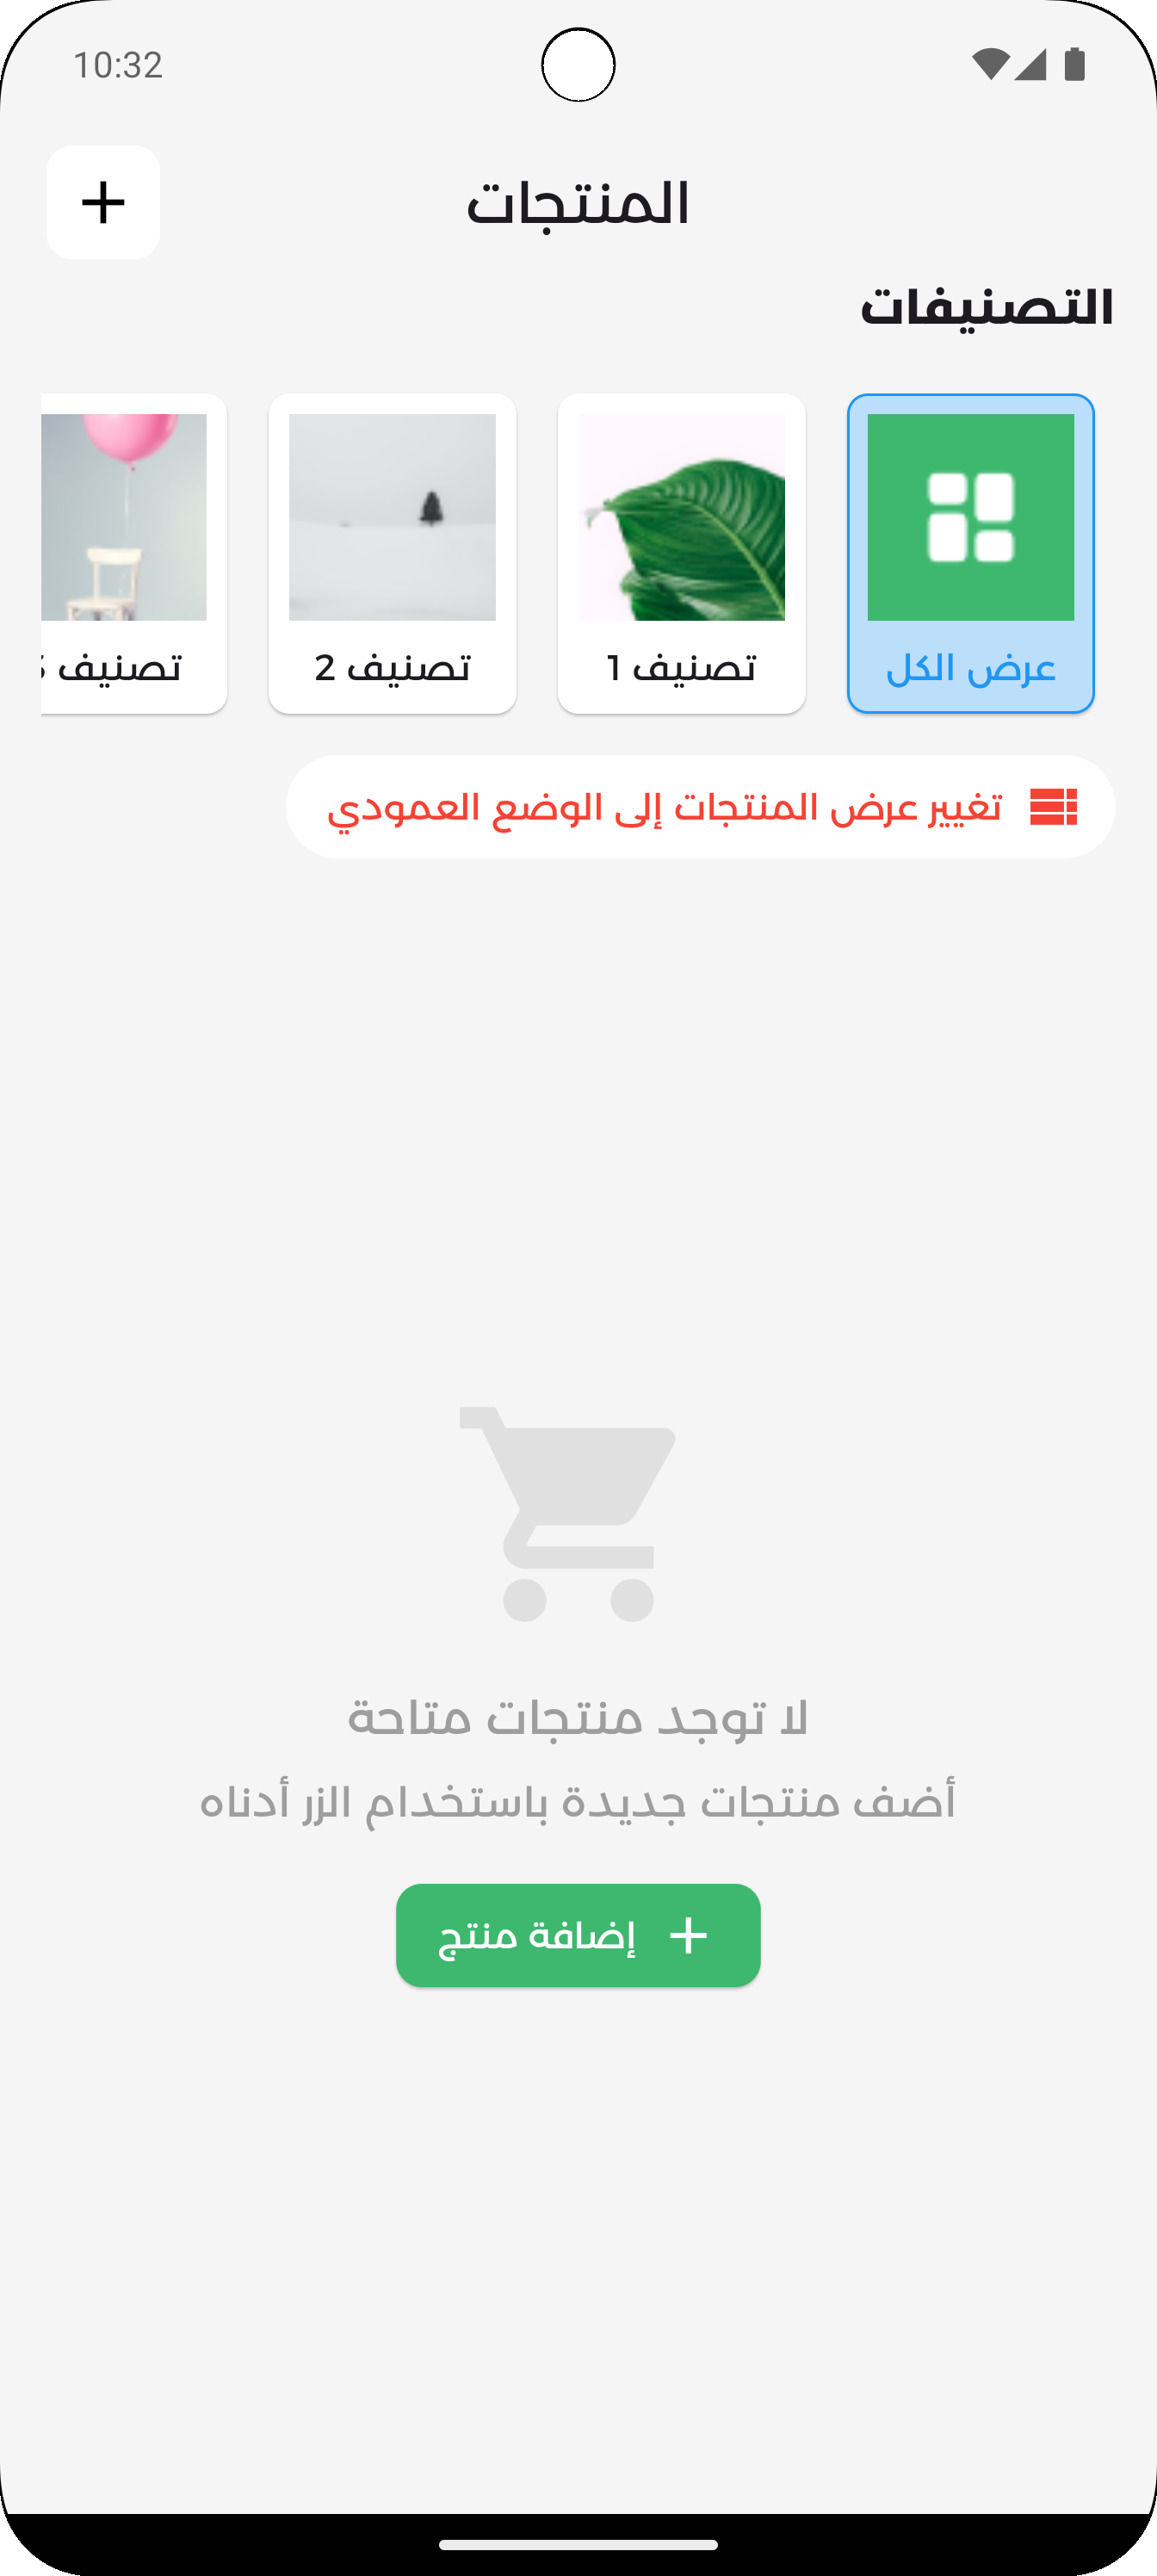 10:32
المنتجات
التصنيفات
عرض الكل
تصنيف 1
تصنيف 2
تصنيف
تغيير عرض المنتجات إلى الوضع العمودي
لا توجد منتجات متاحة
أضف منتجات جديدة باستخدام الزر أدناه
إضافة منتج